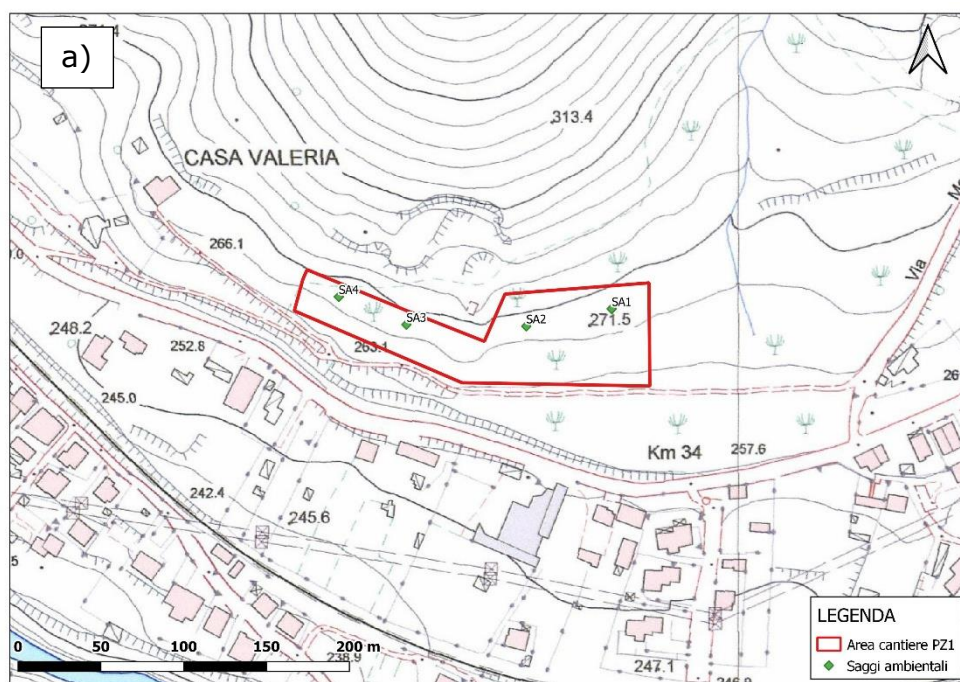 a)
313.4
CASA VALERIA
266.1
SA4
SA3
SA2
SA1
271.5
263.1
248.2
252.8
245.0
Via
Km 34
257.6
242.4
245.6
238.9
247.1
0 50 100 150 200 m
LEGENDA
Area cantiere PZ1
Saggi ambientali